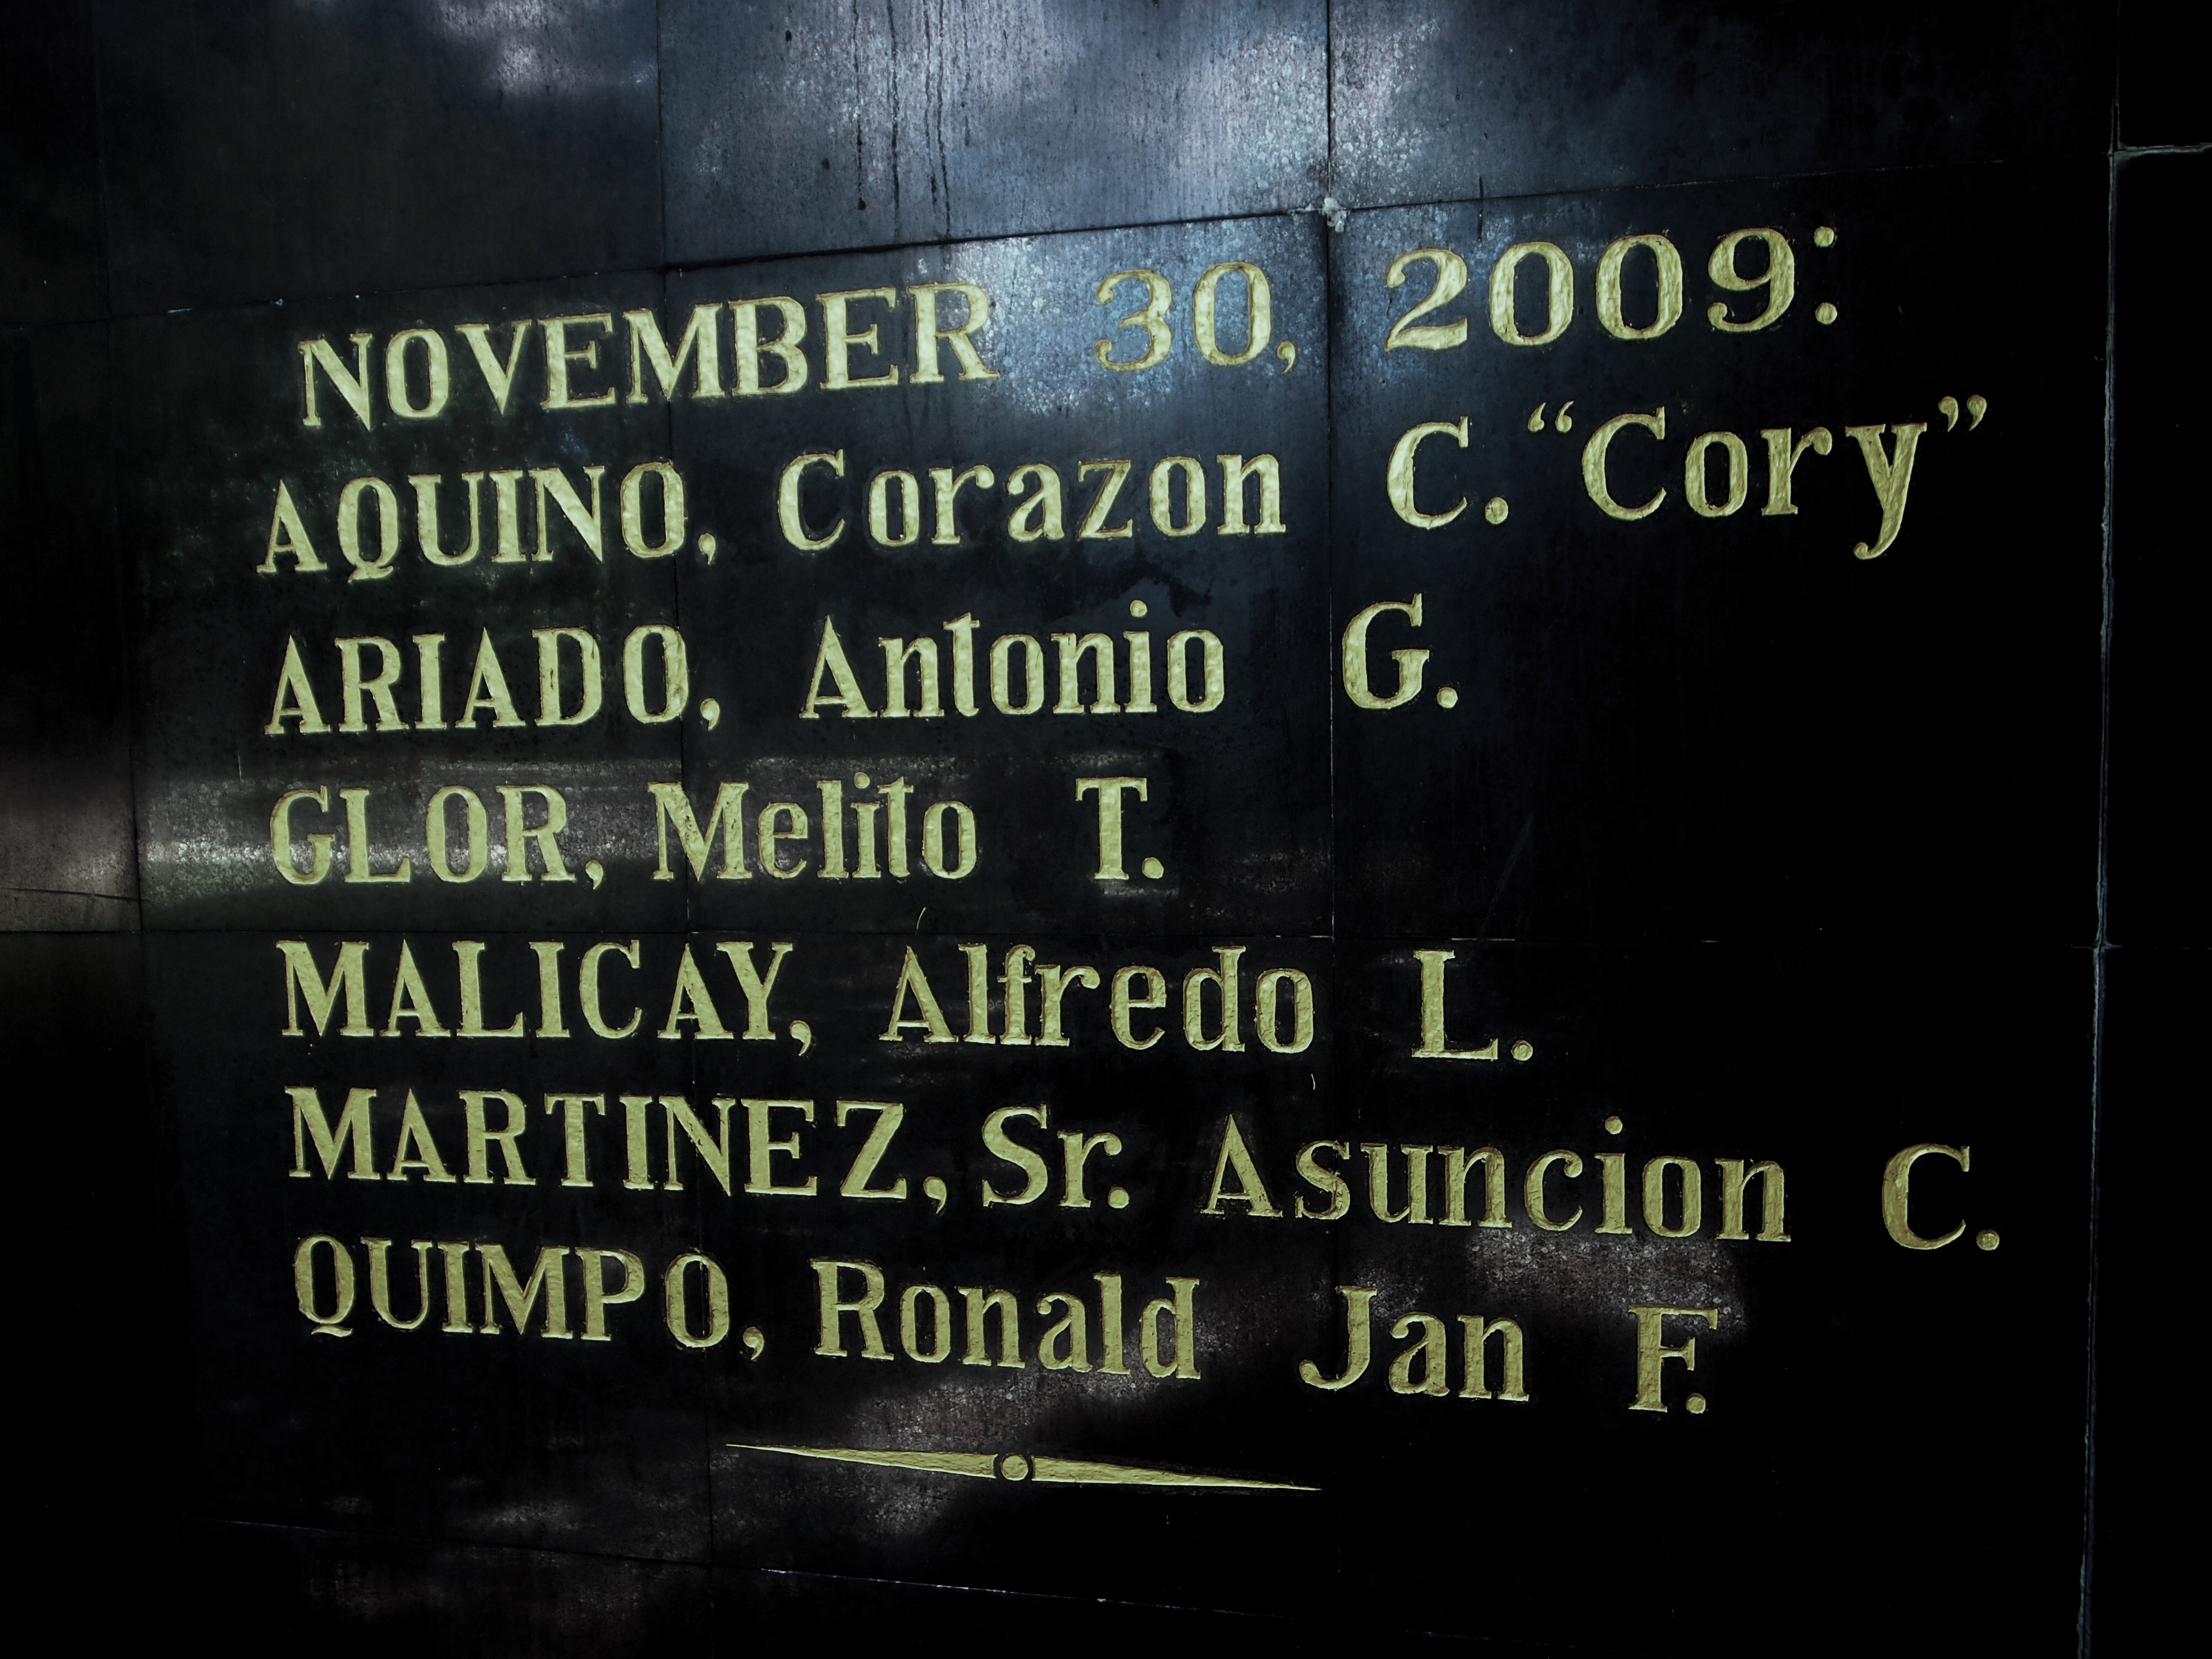 NOVEMBER 30, 2009:
AQUINO, Corazon C. “Cory”
ARIADO, Antonio G.
GLOR, Melito T.
MALICAY, Alfredo L.
MARTINEZ, Sr. Asuncion C.
QUIMPO, Ronald Jan F.